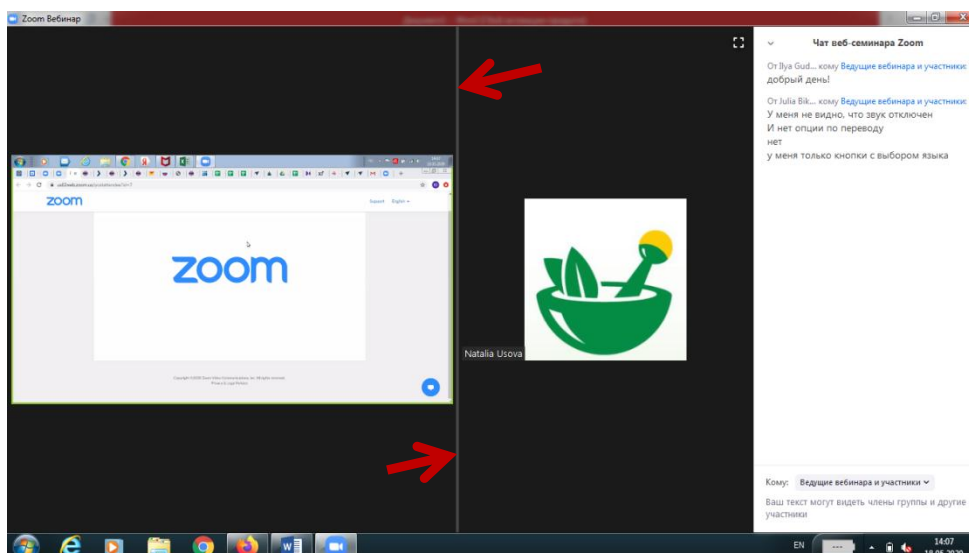 Zoom Вебинар
Чат веб-семинара Zoom
От Ilya Gud... кому Ведущие вебинара и участники:
добрый день!
От Julia Bik... кому Ведущие вебинара и участники:
У меня не видно, что звук отключен
И нет опции по переводу
нет
у меня только кнопки с выбором языка
zoom
Support English
zoom
Natalia Usova
Кому: Ведущие вебинара и участники
Ваш текст могут видеть члены группы и другие
участники
EN
14:07
18.05.2020